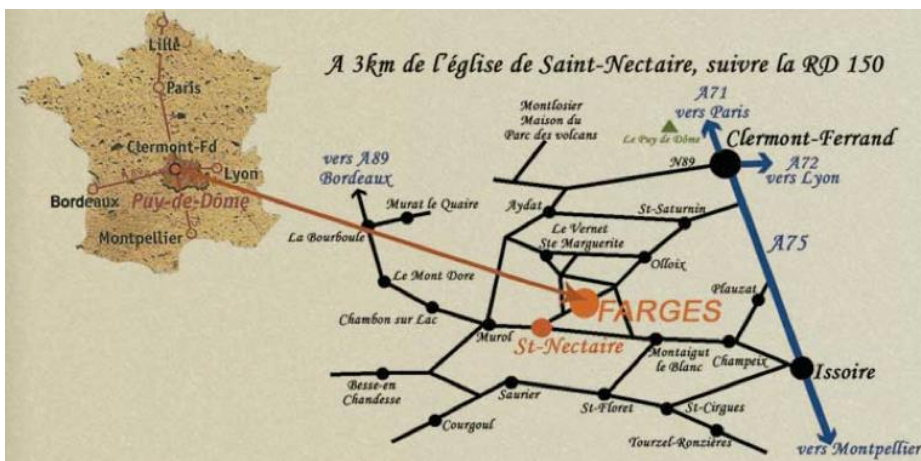 Lille
Paris
Clermont-Fd
Lyon
Bordeaux
Puy-de-Dôme
Montpellier
A 3km de l'église de Saint-Nectaire, suivre la RD 150
A71
vers Paris
Montlosier
Maison du
Parc des volcans
Le Puy de Dôme
Clermont-Ferrand
N89
A72
vers Lyon
vers A89
Bordeaux
Murat le Quaire
La Bourboule
Aydat
St-Saturnin
Le Vernet
Ste Marguerite
Olloix
A75
Le Mont Dore
Plauzat
FARGES
Chambon sur Lac
Murol
St-Nectaire
Montaigut
le Blanc
Champeix
Issoire
Besse-en
Chandesse
Saurier
St-Floret
St-Cirgues
Courgoul
Tourzel-Ronzières
vers Montpellier